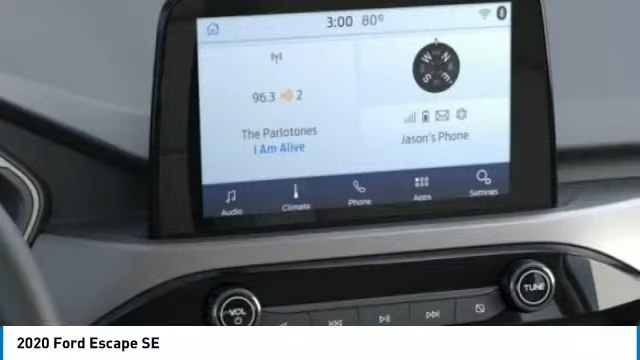 3:00 80°
96.3 2
The Parlotones
I Am Alive
N
W
E
S
Jason's Phone
Audio Climate Phone Apps Settings
VOL
TUNE
2020 Ford Escape SE